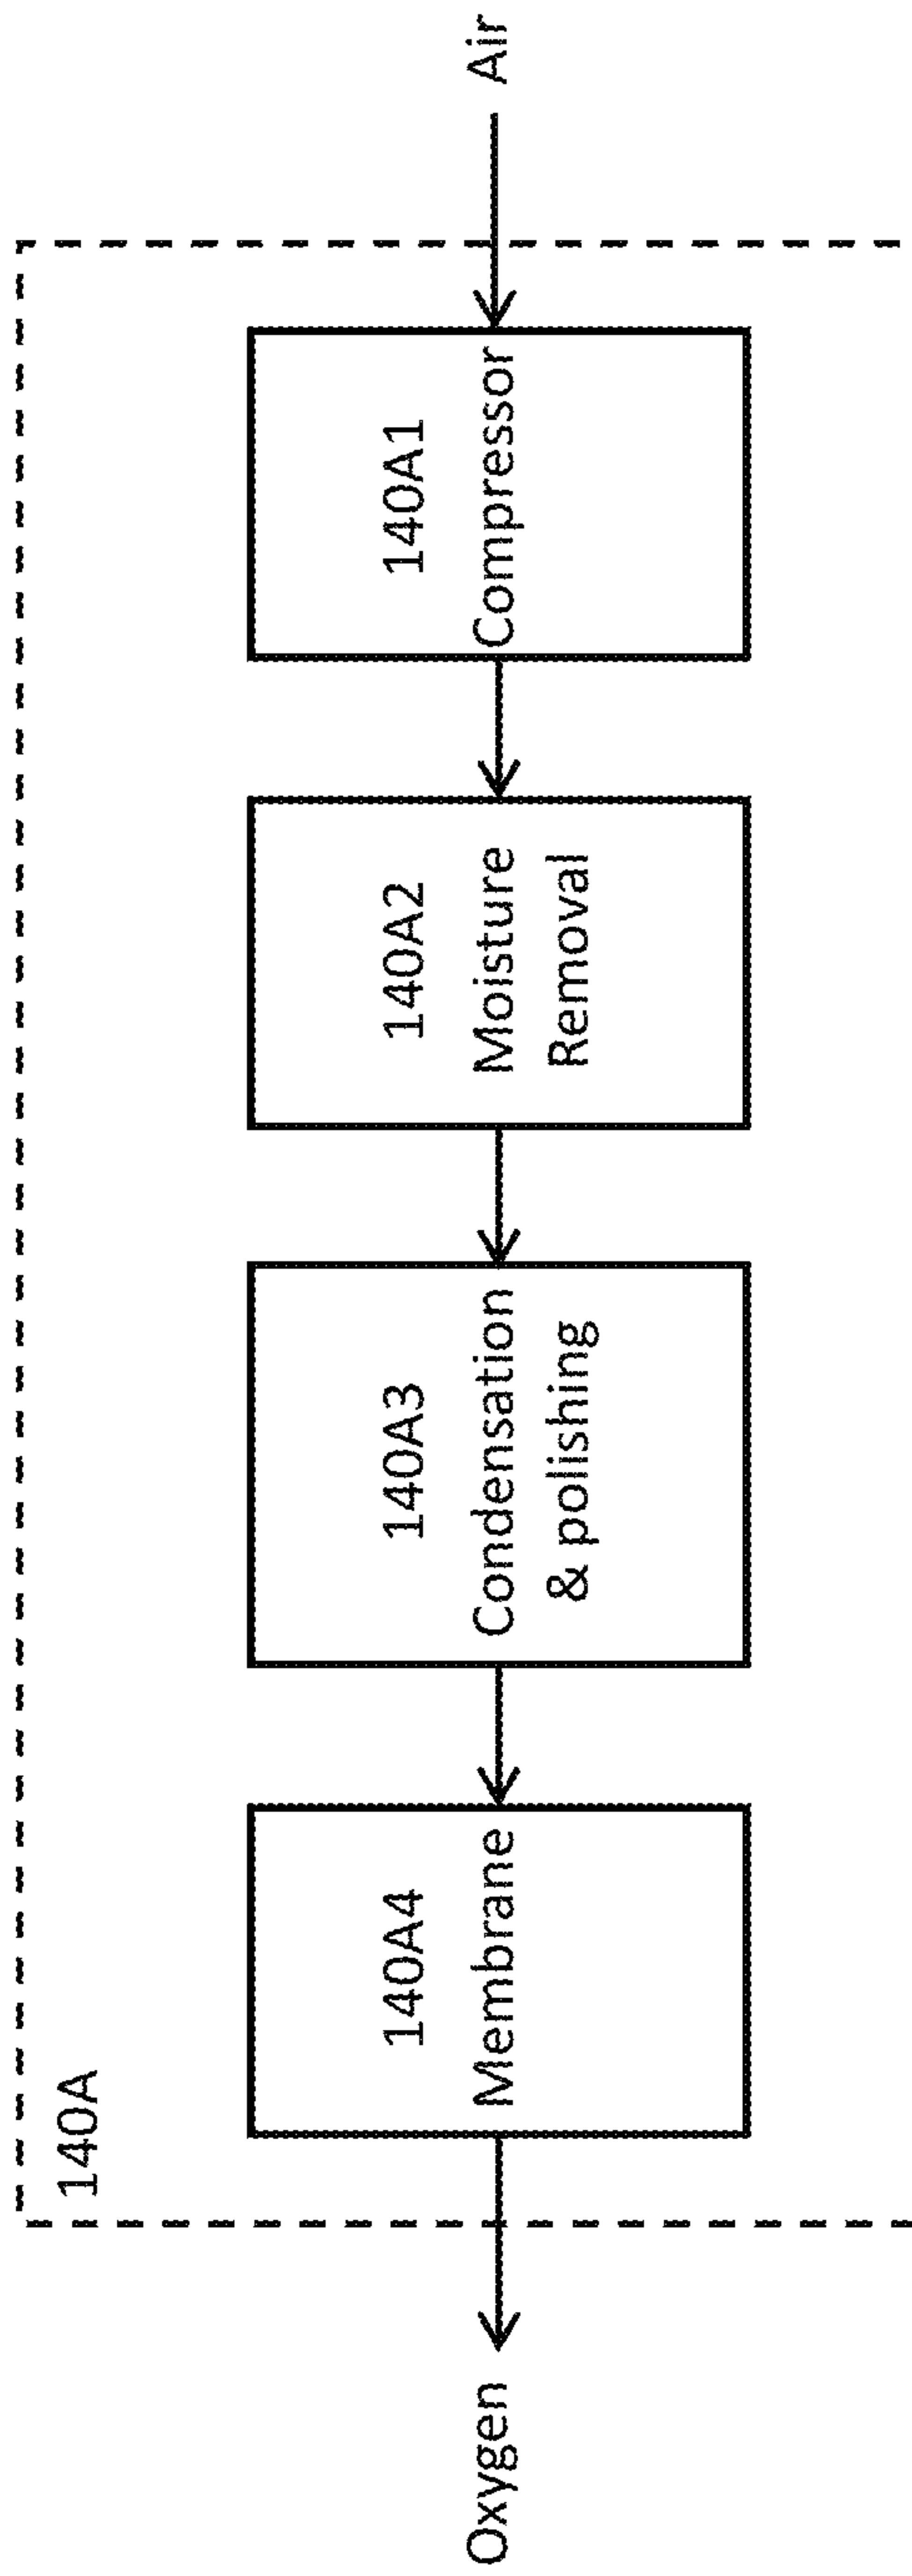 140A
Oxygen
140A4
Membrane
140A3
Condensation
& polishing
140A2
Moisture
Removal
140A1
Compressor
Air